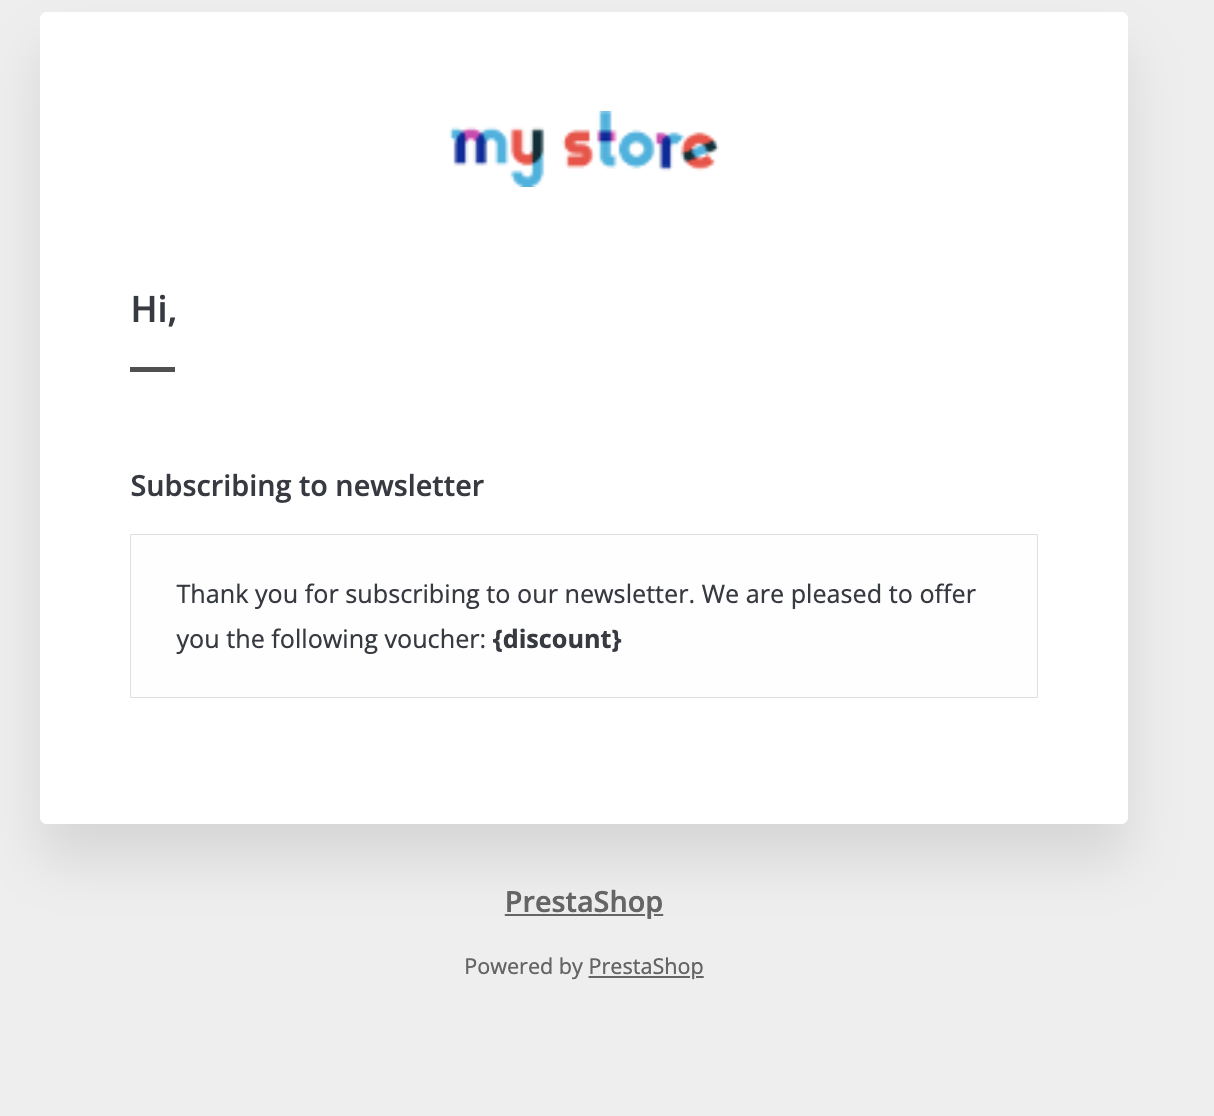 my store
Hi,
Subscribing to newsletter
Thank you for subscribing to our newsletter. We are pleased to offer
you the following voucher: {discount}
PrestaShop
Powered by PrestaShop